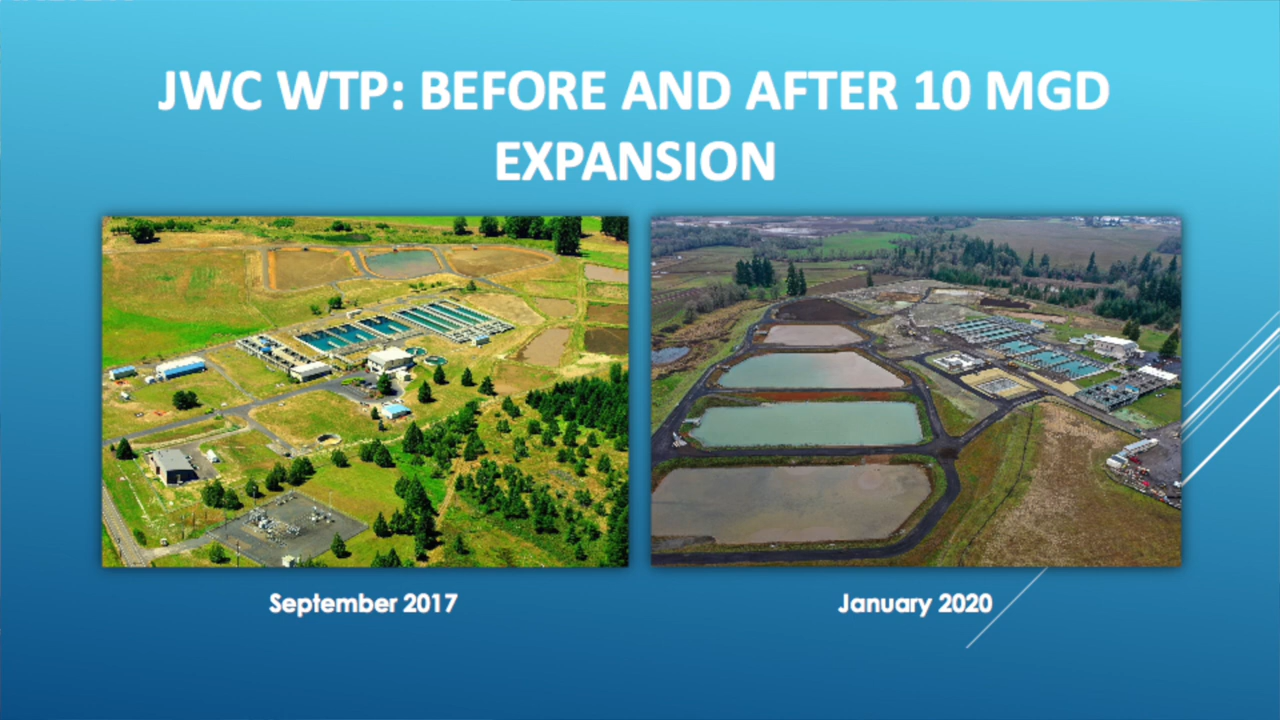 JWC WTP: BEFORE AND AFTER 10 MGD
EXPANSION
September 2017
January 2020